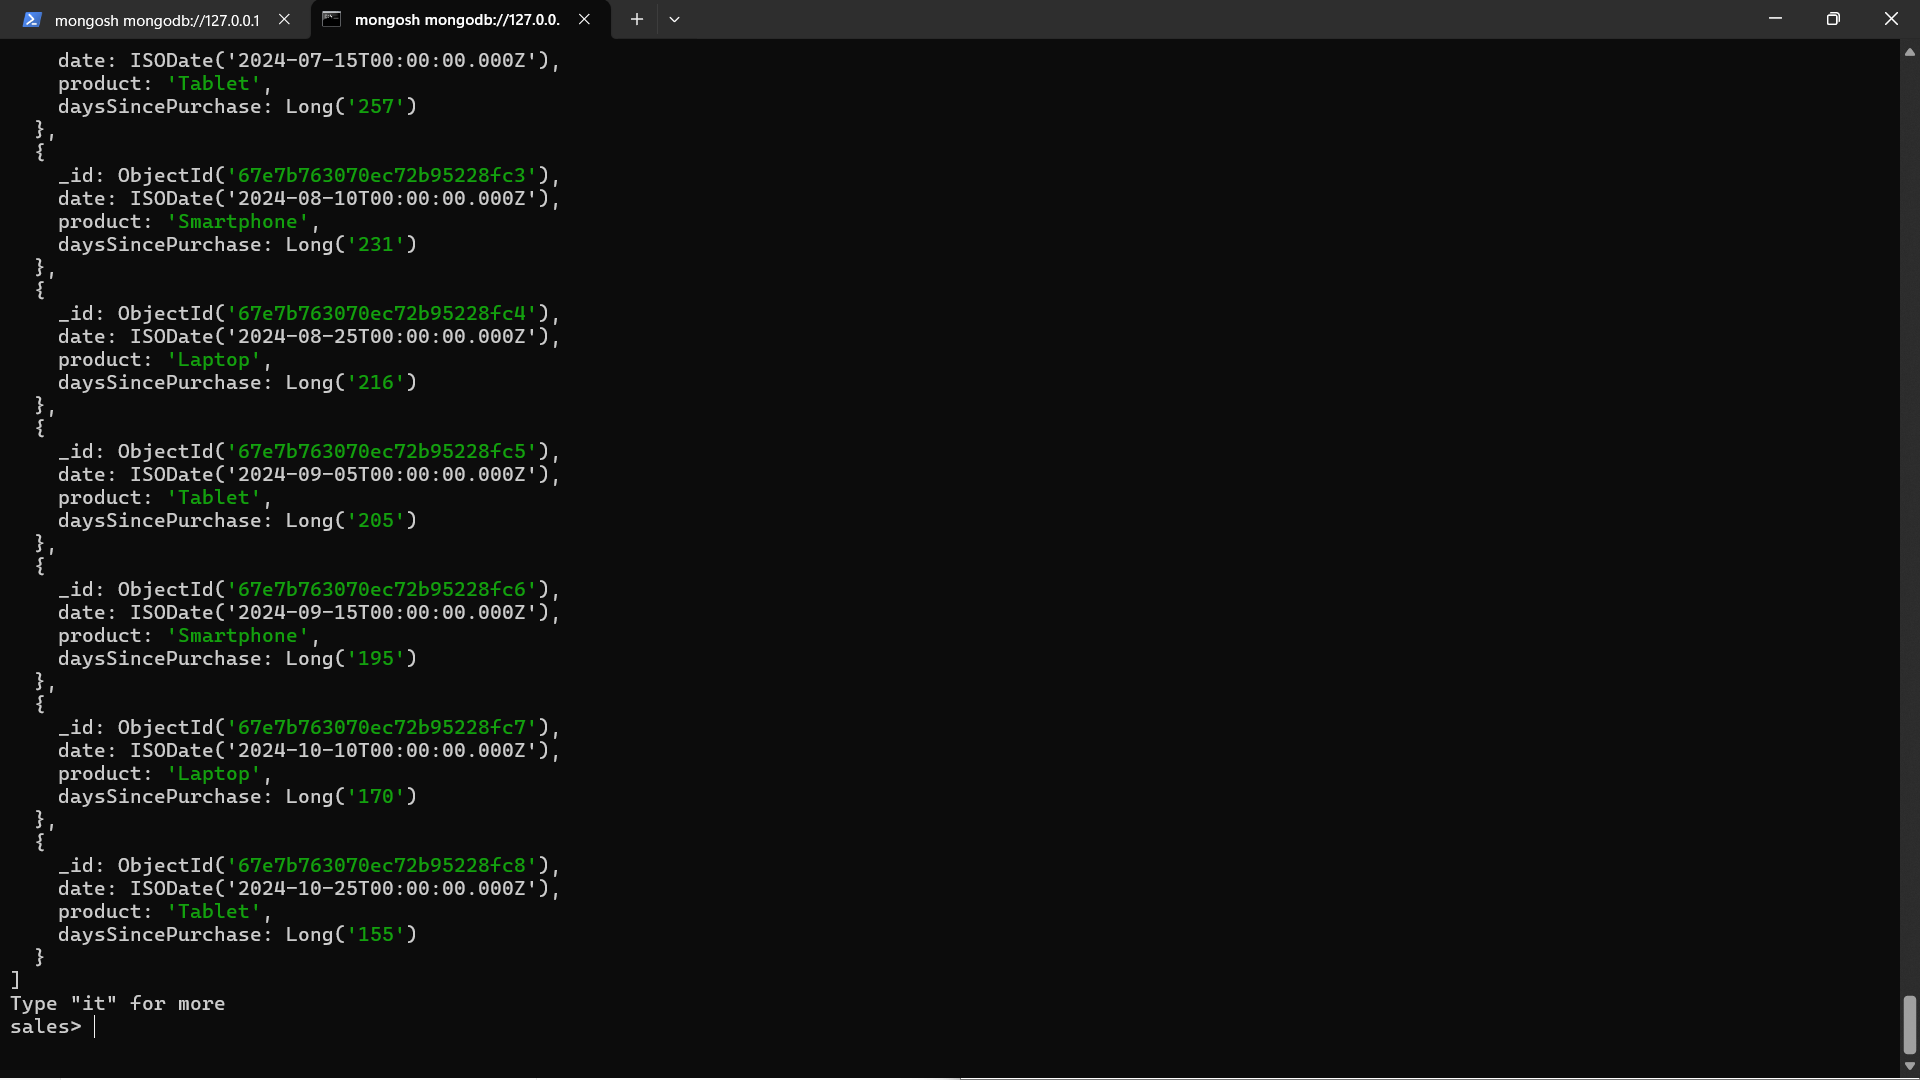 mongosh mongodb://127.0.0.1
mongosh mongodb://127.0.0.
    date: ISODate('2024-07-15T00:00:00.000Z'),
    product: 'Tablet',
    daysSincePurchase: Long('257')
  },
  {
    _id: ObjectId('67e7b763070ec72b95228fc3'),
    date: ISODate('2024-08-10T00:00:00.000Z'),
    product: 'Smartphone',
    daysSincePurchase: Long('231')
  },
  {
    _id: ObjectId('67e7b763070ec72b95228fc4'),
    date: ISODate('2024-08-25T00:00:00.000Z'),
    product: 'Laptop',
    daysSincePurchase: Long('216')
  },
  {
    _id: ObjectId('67e7b763070ec72b95228fc5'),
    date: ISODate('2024-09-05T00:00:00.000Z'),
    product: 'Tablet',
    daysSincePurchase: Long('205')
  },
  {
    _id: ObjectId('67e7b763070ec72b95228fc6'),
    date: ISODate('2024-09-15T00:00:00.000Z'),
    product: 'Smartphone',
    daysSincePurchase: Long('195')
  },
  {
    _id: ObjectId('67e7b763070ec72b95228fc7'),
    date: ISODate('2024-10-10T00:00:00.000Z'),
    product: 'Laptop',
    daysSincePurchase: Long('170')
  },
  {
    _id: ObjectId('67e7b763070ec72b95228fc8'),
    date: ISODate('2024-10-25T00:00:00.000Z'),
    product: 'Tablet',
    daysSincePurchase: Long('155')
  }
]
Type "it" for more
sales>